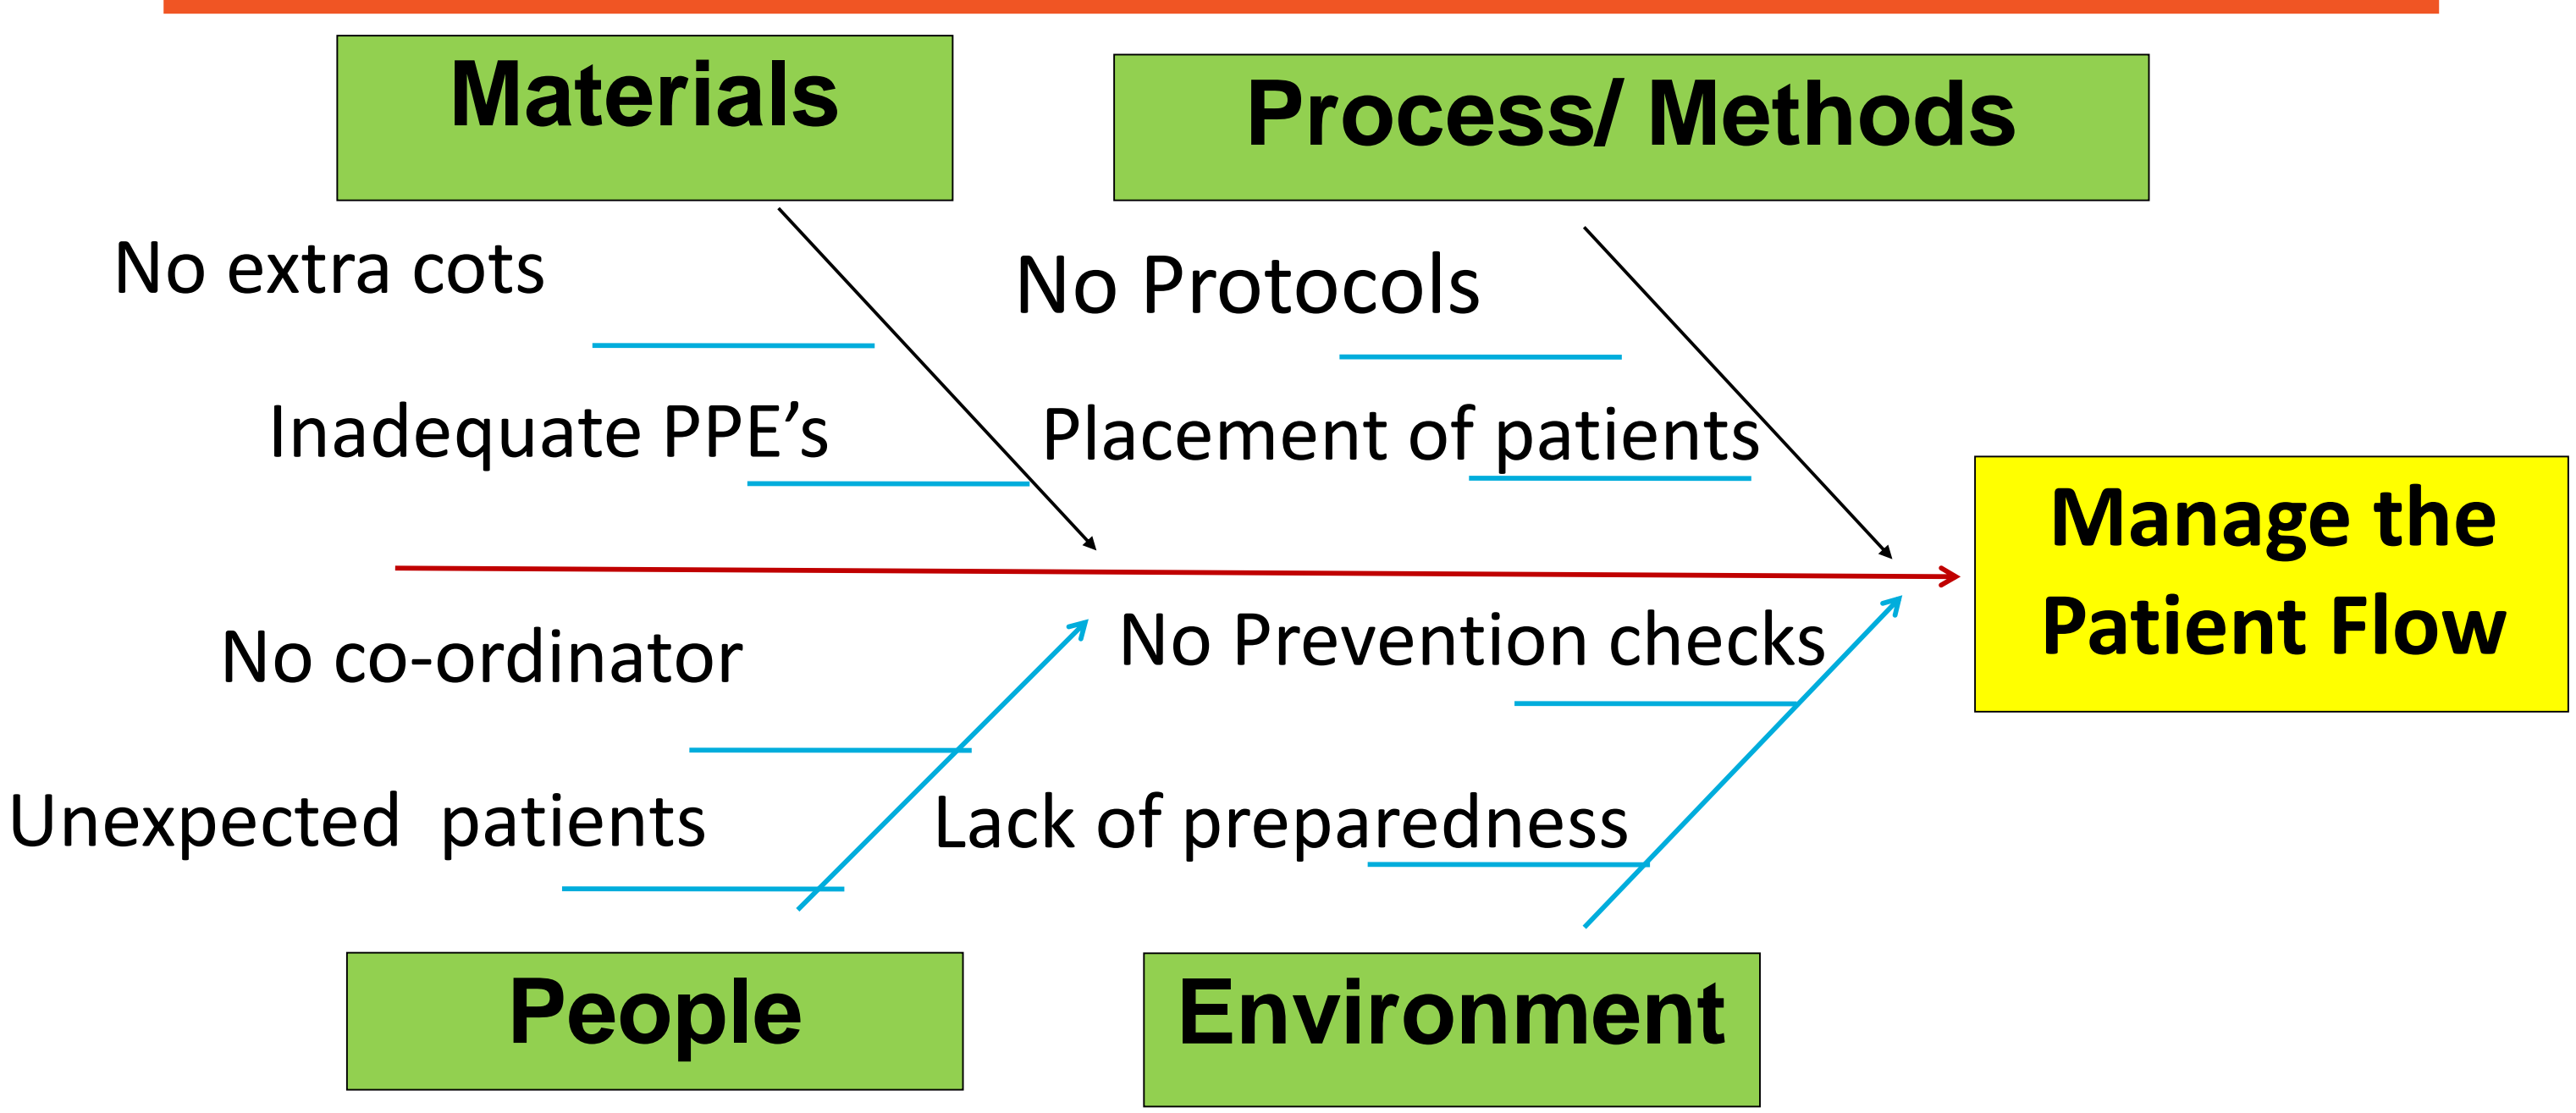 Materials
Process/ Methods
No extra cots
No Protocols
Inadequate PPE’s
Placement of patients
Manage the
Patient Flow
No co-ordinator
No Prevention checks
Unexpected  patients
Lack of preparedness
People
Environment